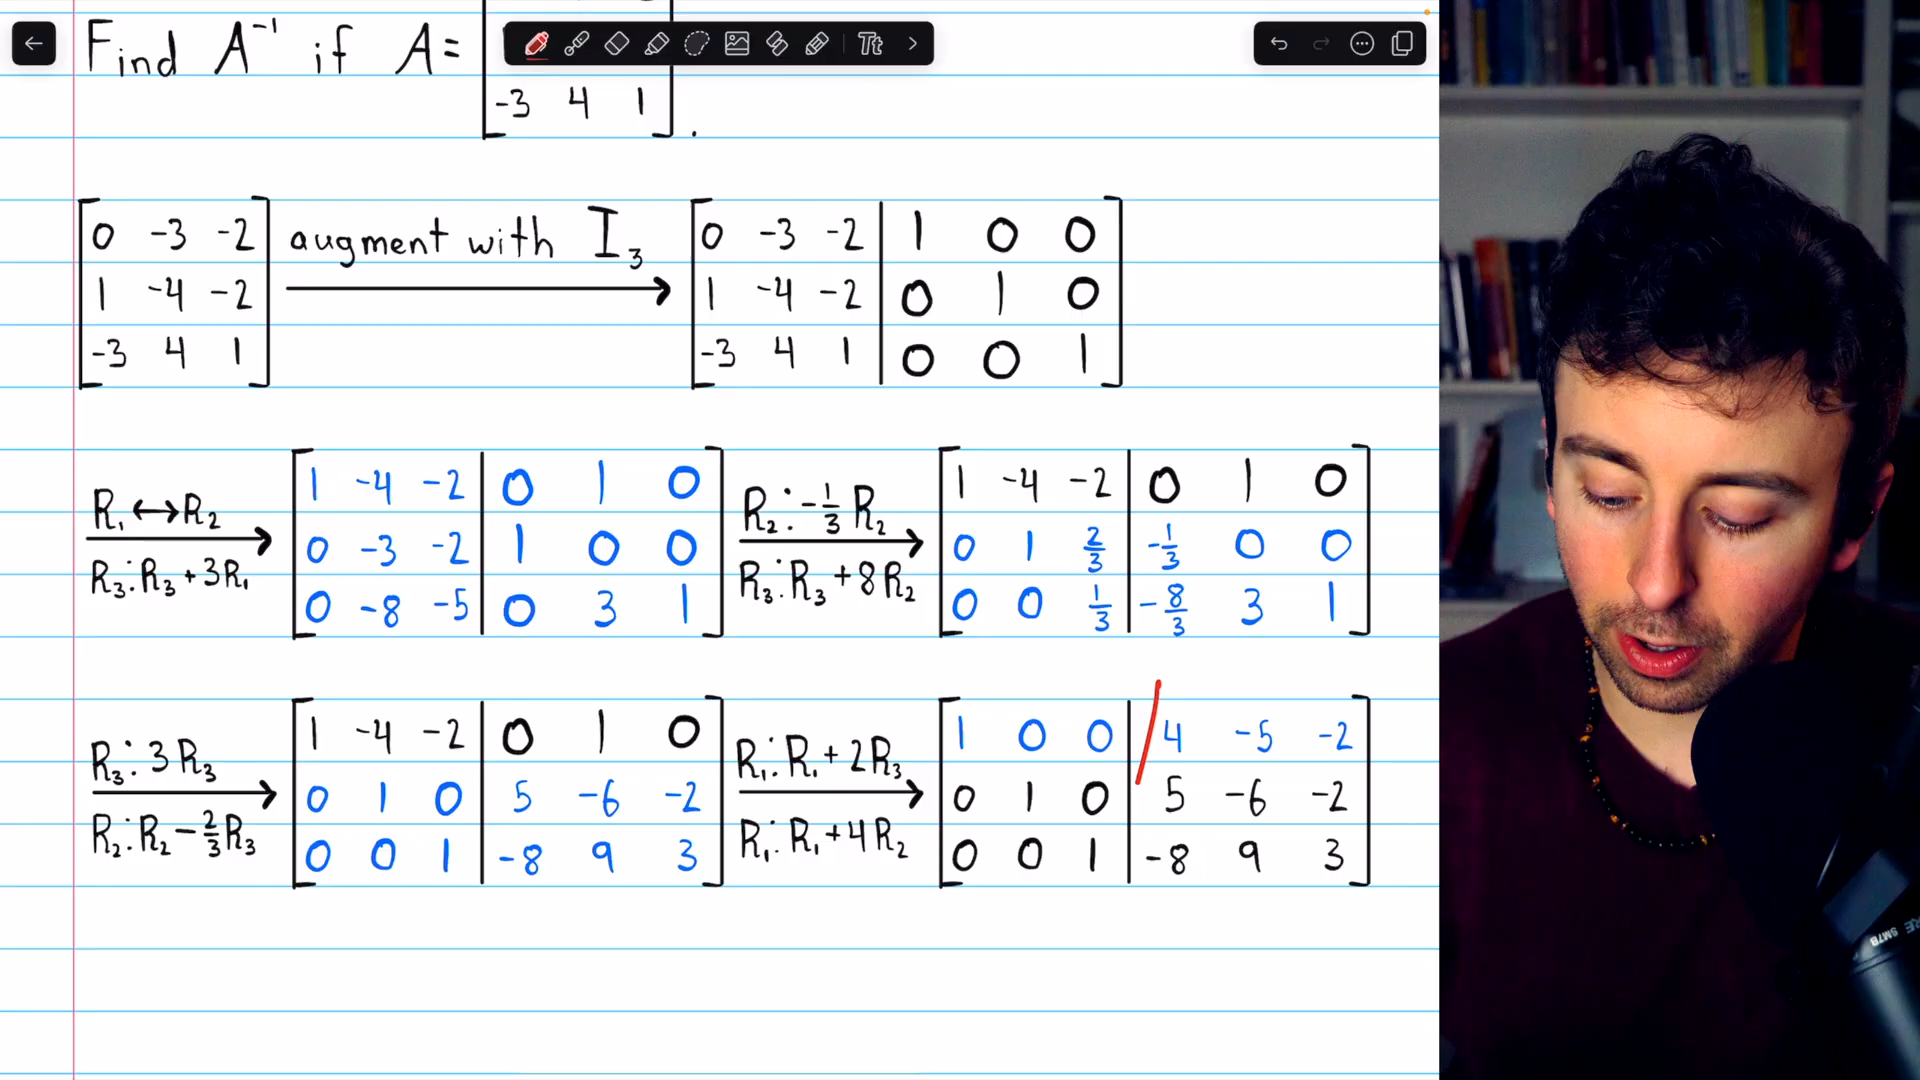 Find A⁻¹ if A=
Tt
-3 4 1 .
0 -3 -2 augment with I₃ 0 -3 -2 | 1 0 0
1 -4 -2 1 -4 -2 | 0 1 0
-3 4 1 -3 4 1 | 0 0 1
R₁ ↔ R₂
R₃: R₃ + 3R₁
1 -4 -2 | 0 1 0
0 -3 -2 | 1 0 0
0 -8 -5 | 0 3 1
R₂: -1/3 R₂
R₃: R₃ + 8R₂
1 -4 -2 | 0 1 0
0 1 2/3 | -1/3 0 0
0 0 1/3 | -8/3 3 1
R₃: 3R₃
R₂: R₂ - 2/3 R₃
1 -4 -2 | 0 1 0
0 1 0 | 5 -6 -2
0 0 1 | -8 9 3
R₁: R₁ + 2R₃
R₁: R₁ + 4R₂
1 0 0 | 4 -5 -2
0 1 0 | 5 -6 -2
0 0 1 | -8 9 3
SM7B